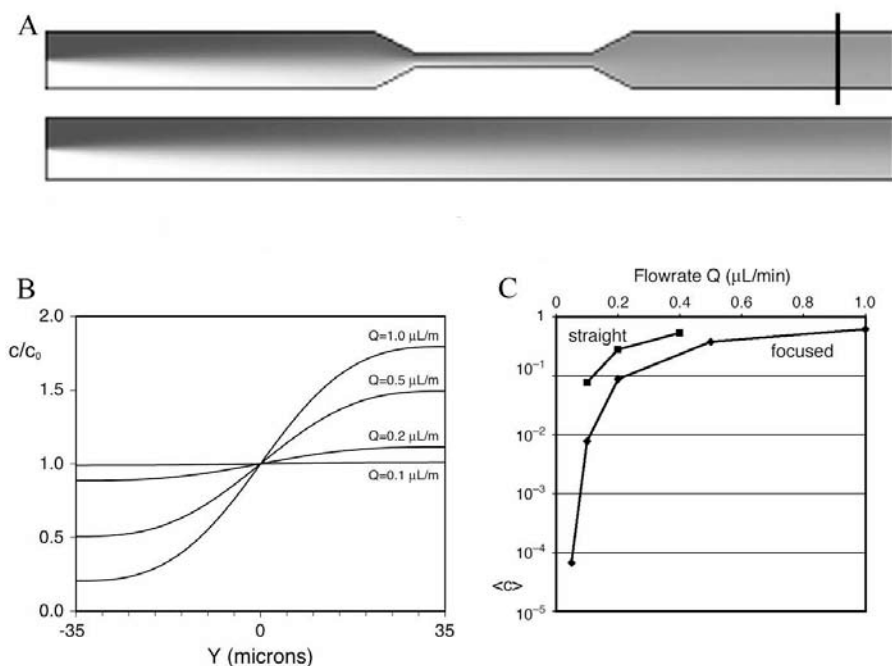 A
B
2.0
1.5
1.0
0.5
0.0
c/c₀
Q=1.0 µL/m
Q=0.5 µL/m
Q=0.2 µL/m
Q=0.1 µL/m
-35
0
35
Y (microns)
C
Flowrate Q (µL/min)
0
0.2
0.4
0.6
0.8
1.0
1
10⁻¹
10⁻²
10⁻³
10⁻⁴
10⁻⁵
straight
focused
<c>